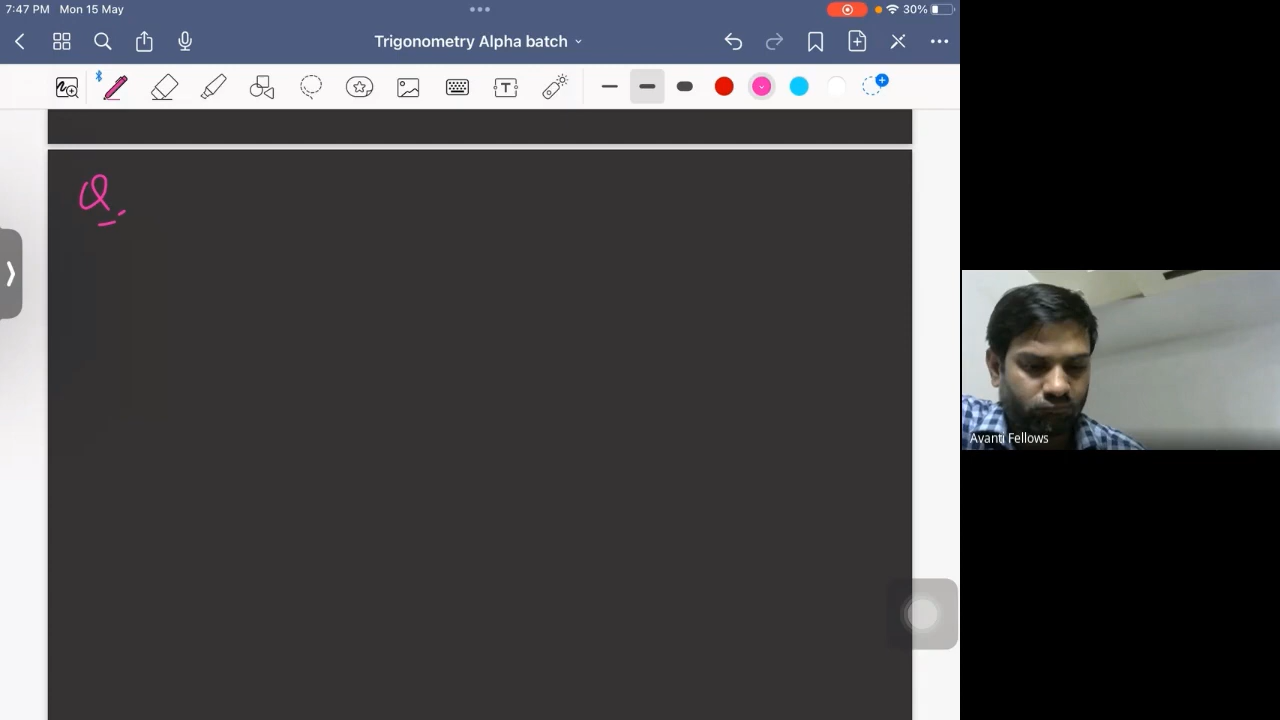 7:47 PM Mon 15 May
30%
Trigonometry Alpha batch
T
Q.
Avanti Fellows